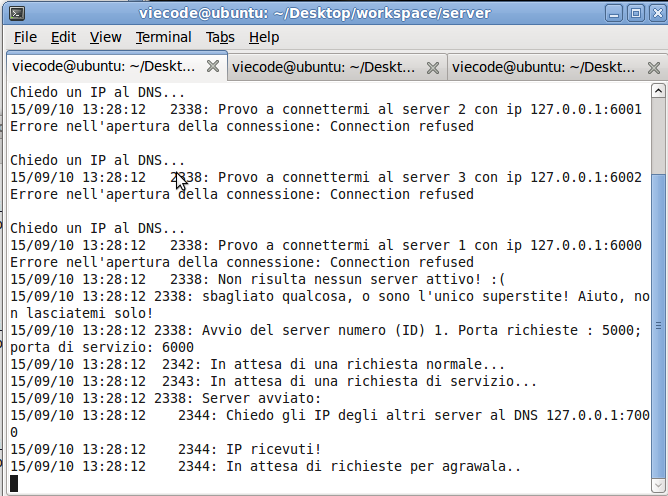 viecode@ubuntu: ~/Desktop/workspace/server
File Edit View Terminal Tabs Help
viecode@ubuntu: ~/Deskt... viecode@ubuntu: ~/Deskt... viecode@ubuntu: ~/Deskt...
Chiedo un IP al DNS...
15/09/10 13:28:12   2338: Provo a connettermi al server 2 con ip 127.0.0.1:6001
Errore nell'apertura della connessione: Connection refused

Chiedo un IP al DNS...
15/09/10 13:28:12   2338: Provo a connettermi al server 3 con ip 127.0.0.1:6002
Errore nell'apertura della connessione: Connection refused

Chiedo un IP al DNS...
15/09/10 13:28:12   2338: Provo a connettermi al server 1 con ip 127.0.0.1:6000
Errore nell'apertura della connessione: Connection refused
15/09/10 13:28:12   2338: Non risulta nessun server attivo! :(
15/09/10 13:28:12 2338: sbagliato qualcosa, o sono l'unico superstite! Aiuto, no
n lasciatemi solo!
15/09/10 13:28:12 2338: Avvio del server numero (ID) 1. Porta richieste : 5000;
porta di servizio: 6000
15/09/10 13:28:12  2342: In attesa di una richiesta normale...
15/09/10 13:28:12  2343: In attesa di una richiesta di servizio...
15/09/10 13:28:12 2338: Server avviato:
15/09/10 13:28:12    2344: Chiedo gli IP degli altri server al DNS 127.0.0.1:700
0
15/09/10 13:28:12    2344: IP ricevuti!
15/09/10 13:28:12    2344: In attesa di richieste per agrawala..